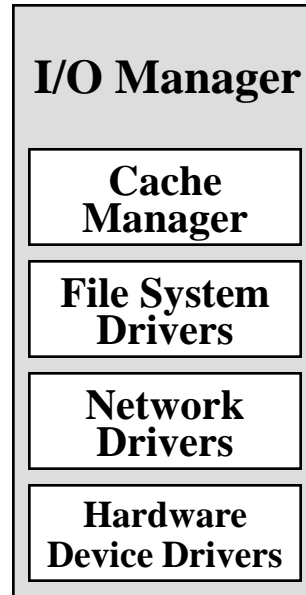 I/O Manager
Cache
Manager
File System
Drivers
Network
Drivers
Hardware
Device Drivers